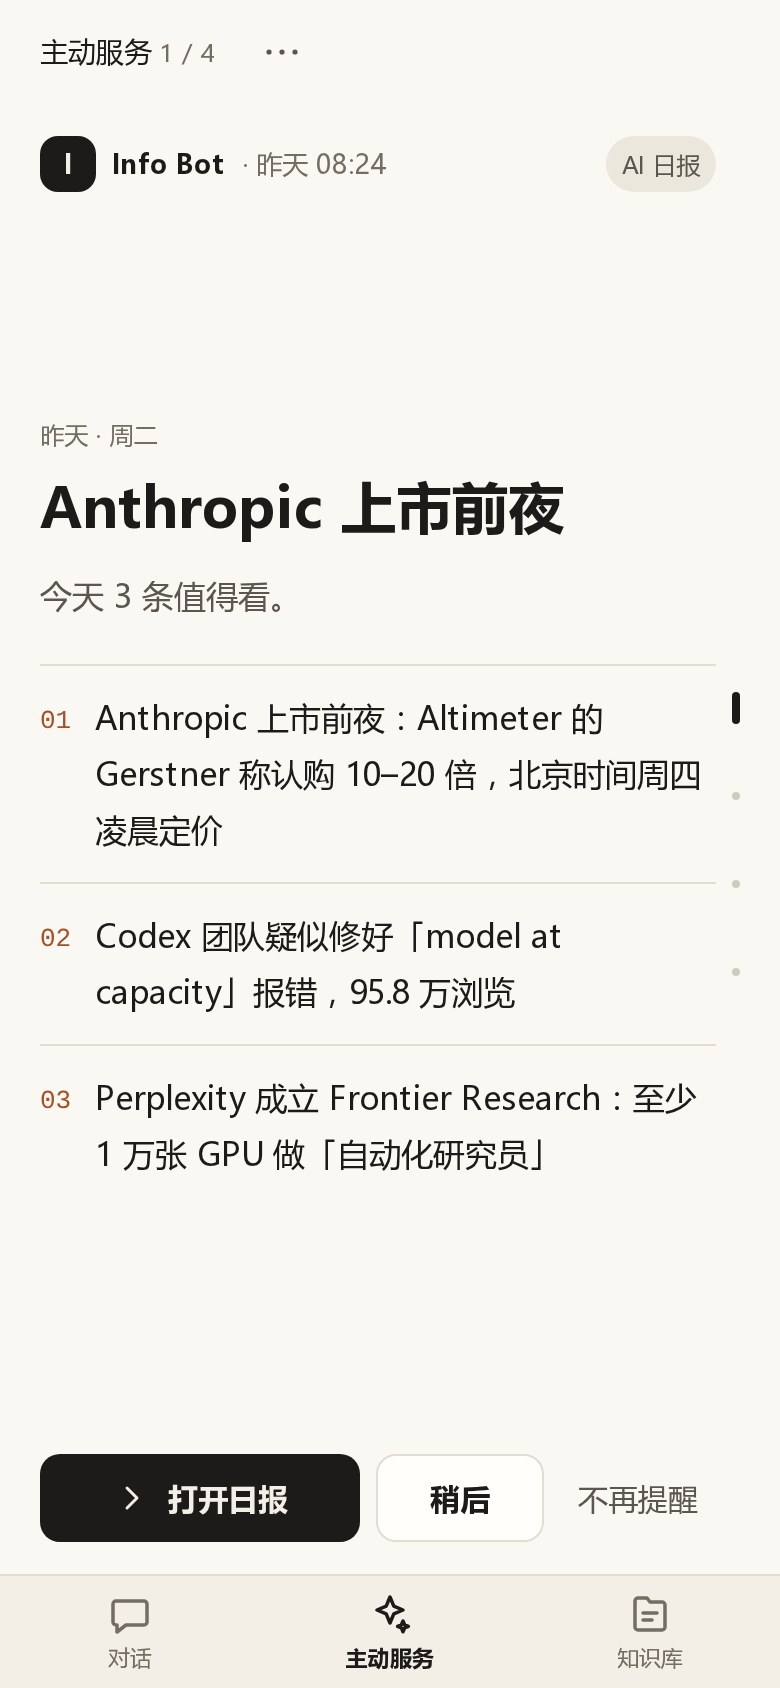 主动服务 1 / 4 ···
I Info Bot · 昨天 08:24 AI 日报
昨天 · 周二
Anthropic 上市前夜
今天 3 条值得看。
01 Anthropic 上市前夜：Altimeter 的
Gerstner 称认购 10–20 倍，北京时间周四
凌晨定价
02 Codex 团队疑似修好「model at
capacity」报错，95.8 万浏览
03 Perplexity 成立 Frontier Research：至少
1 万张 GPU 做「自动化研究员」
打开日报 稍后 不再提醒
对话 主动服务 知识库